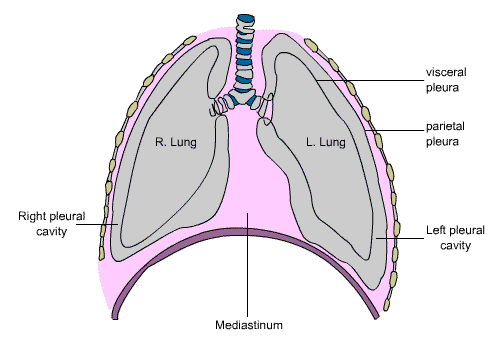 visceral
pleura
R. Lung
L. Lung
parietal
pleura
Right pleural
cavity
Left pleural
cavity
Mediastinum